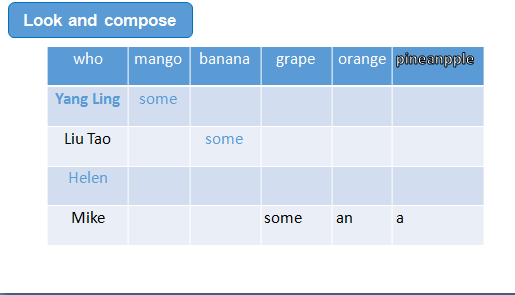 Look and compose
who mango banana grape orange pineanpple
Yang Ling some
Liu Tao some
Helen
Mike some an a